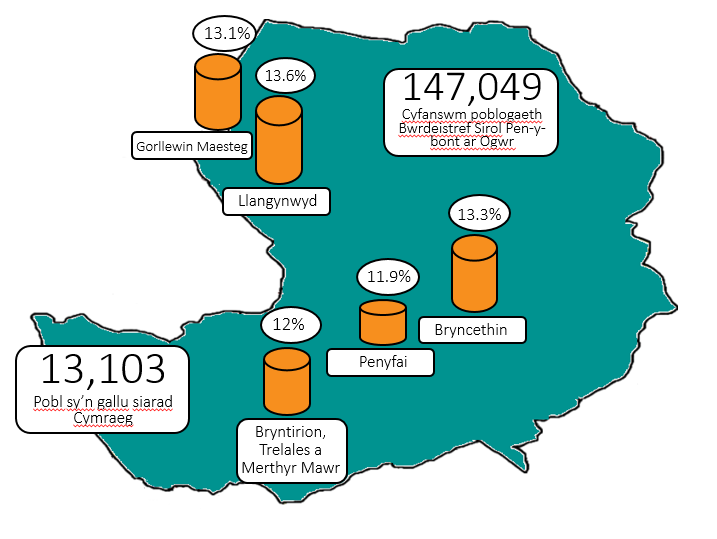 13.1%
13.6%
Gorllewin Maesteg
Llangynwyd
147,049
Cyfanswm poblogaeth
Bwrdeistref Sirol Pen-y-
bont ar Ogwr
13.3%
Bryncethin
11.9%
Penyfai
12%
Bryntirion,
Trelales a
Merthyr Mawr
13,103
Pobl sy’n gallu siarad
Cymraeg